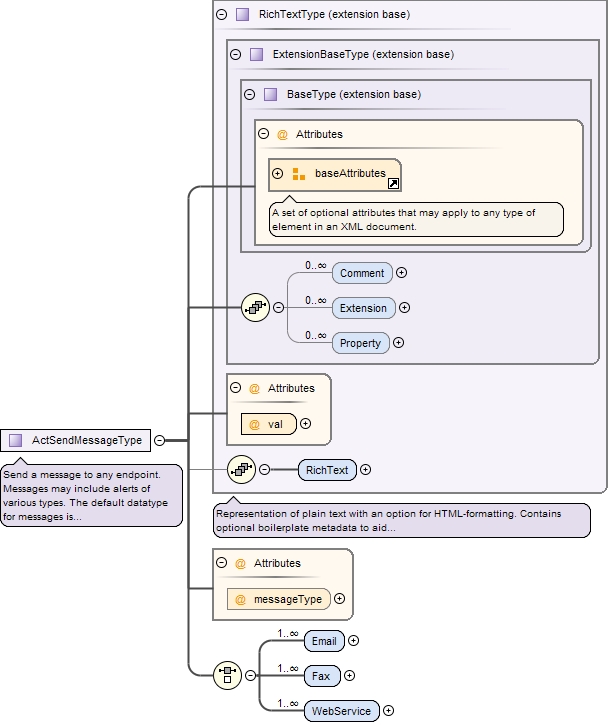 RichTextType (extension base)
ExtensionBaseType (extension base)
BaseType (extension base)
@ Attributes
baseAttributes
A set of optional attributes that may apply to any type of
element in an XML document.
0..∞
Comment
0..∞
Extension
0..∞
Property
@ Attributes
@ val
ActSendMessageType
Send a message to any endpoint.
Messages may include alerts of
various types. The default datatype
for messages is...
RichText
Representation of plain text with an option for HTML-formatting. Contains
optional boilerplate metadata to aid...
@ Attributes
@ messageType
1..∞
Email
1..∞
Fax
1..∞
WebService